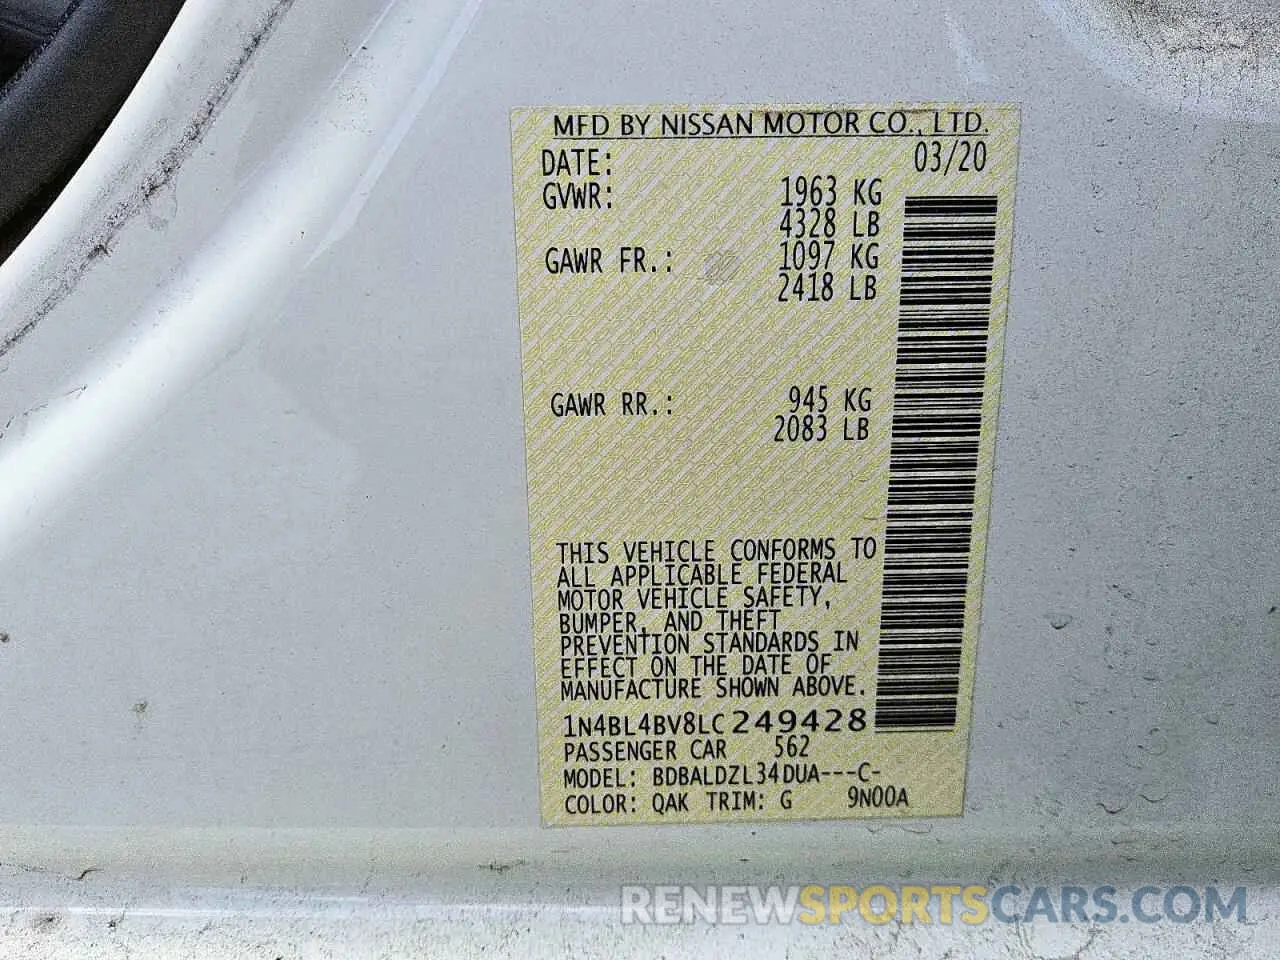 MFD BY NISSAN MOTOR CO., LTD.
DATE: 03/20
GVWR: 1963 KG
4328 LB
GAWR FR.: 1097 KG
2418 LB
GAWR RR.: 945 KG
2083 LB
THIS VEHICLE CONFORMS TO
ALL APPLICABLE FEDERAL
MOTOR VEHICLE SAFETY,
BUMPER, AND THEFT
PREVENTION STANDARDS IN
EFFECT ON THE DATE OF
MANUFACTURE SHOWN ABOVE.
1N4BL4BV8LC249428
PASSENGER CAR 562
MODEL: BDBALDZL34DUA---C-
COLOR: QAK TRIM: G 9N00A
RENEWSPORTSCARS.COM